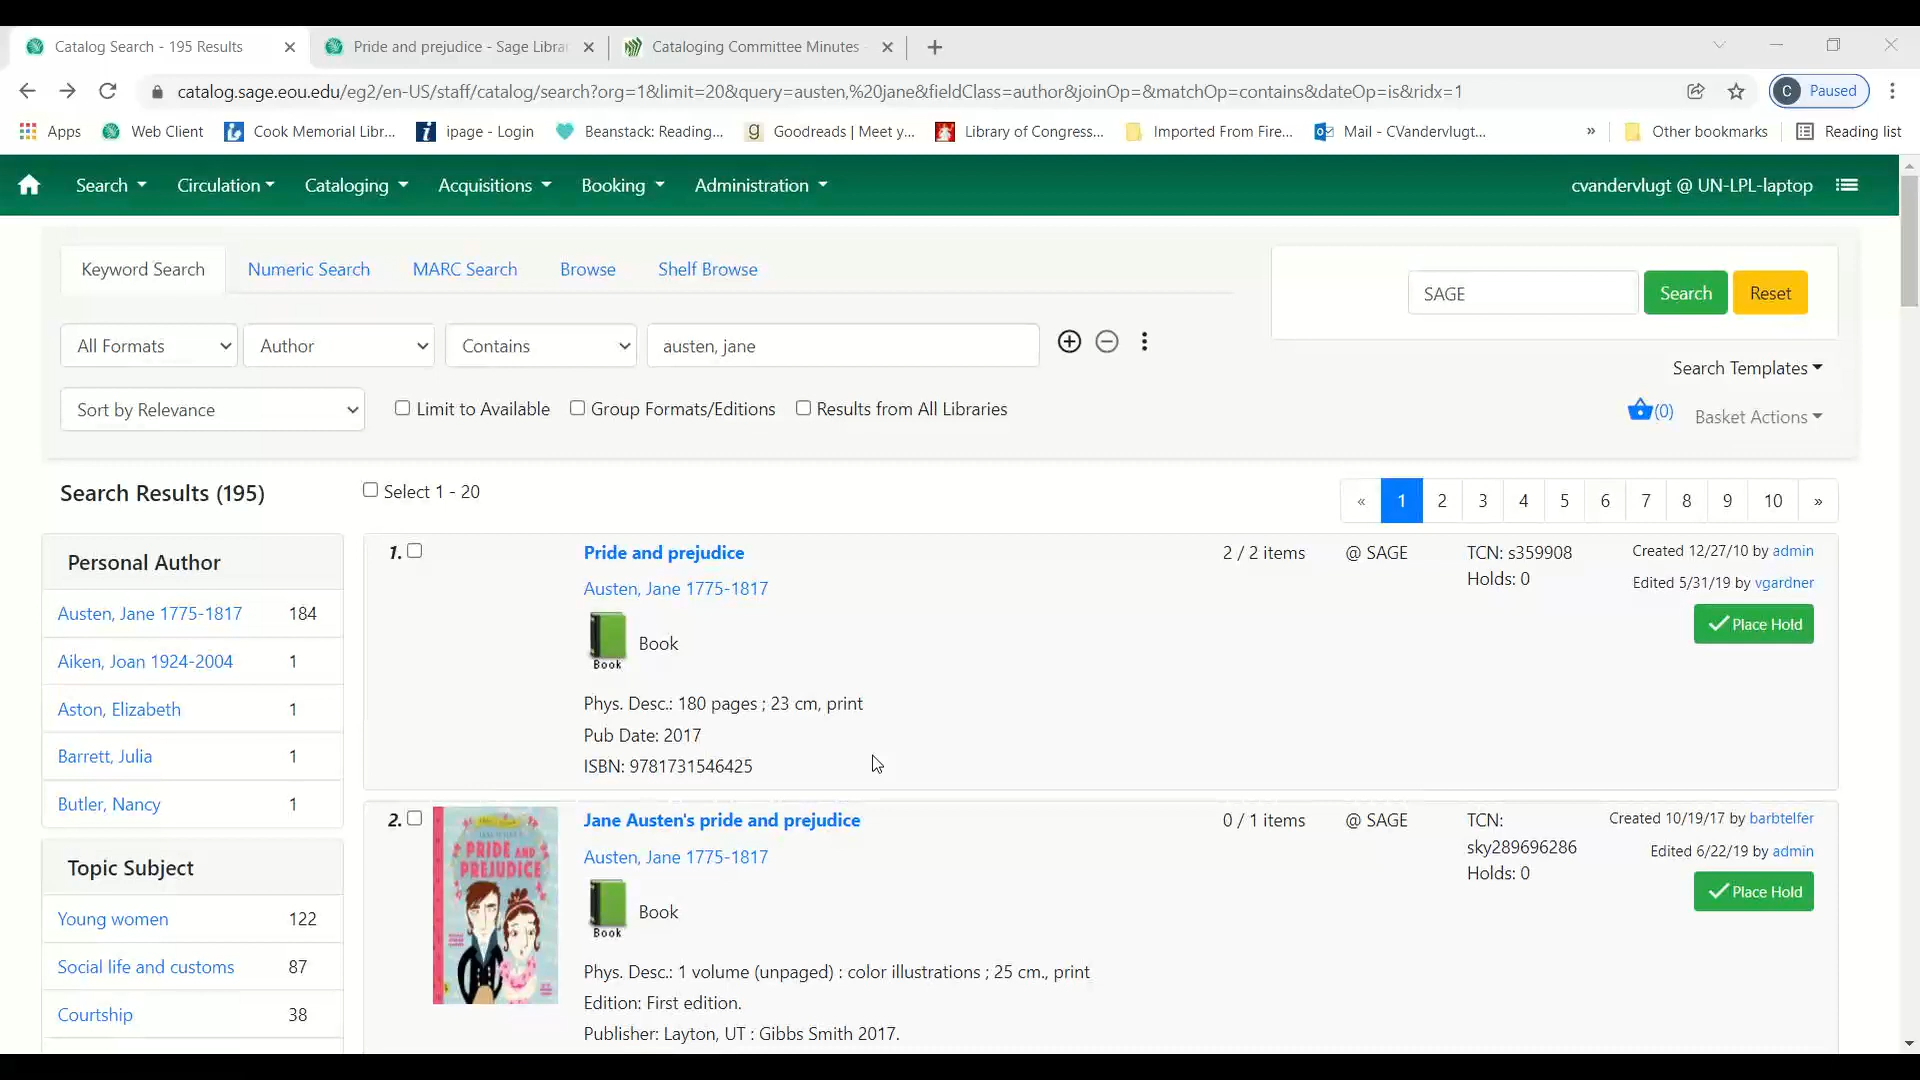 Catalog Search - 195 Results
Pride and prejudice - Sage Libra
Cataloging Committee Minutes -
catalog.sage.eou.edu/eg2/en-US/staff/catalog/search?org=1&limit=20&query=austen,%20jane&fieldClass=author&joinOp=&matchOp=contains&dateOp=is&ridx=1
C Paused
Apps Web Client Cook Memorial Libr... ipage - Login Beanstack: Reading... Goodreads | Meet y... Library of Congress... Imported From Fire... Mail - CVandervlugt... » Other bookmarks Reading list
Search Circulation Cataloging Acquisitions Booking Administration cvandervlugt @ UN-LPL-laptop
Keyword Search Numeric Search MARC Search Browse Shelf Browse
SAGE Search Reset
All Formats Author Contains austen, jane
Search Templates
Sort by Relevance Limit to Available Group Formats/Editions Results from All Libraries
(0) Basket Actions
Search Results (195)
Select 1 - 20
« 1 2 3 4 5 6 7 8 9 10 »
Personal Author
Austen, Jane 1775-1817 184
Aiken, Joan 1924-2004 1
Aston, Elizabeth 1
Barrett, Julia 1
Butler, Nancy 1
Topic Subject
Young women 122
Social life and customs 87
Courtship 38
1. Pride and prejudice 2 / 2 items @ SAGE TCN: s359908 Created 12/27/10 by admin
Holds: 0 Edited 5/31/19 by vgardner
Austen, Jane 1775-1817
Place Hold
Book
Book
Phys. Desc.: 180 pages ; 23 cm, print
Pub Date: 2017
ISBN: 9781731546425
2. Jane Austen's pride and prejudice 0 / 1 items @ SAGE TCN: Created 10/19/17 by barbtelfer
sky289696286 Edited 6/22/19 by admin
Austen, Jane 1775-1817
Holds: 0
Place Hold
PRIDE AND
PREJUDICE
Book
Book
Phys. Desc.: 1 volume (unpaged) : color illustrations ; 25 cm., print
Edition: First edition.
Publisher: Layton, UT : Gibbs Smith 2017.